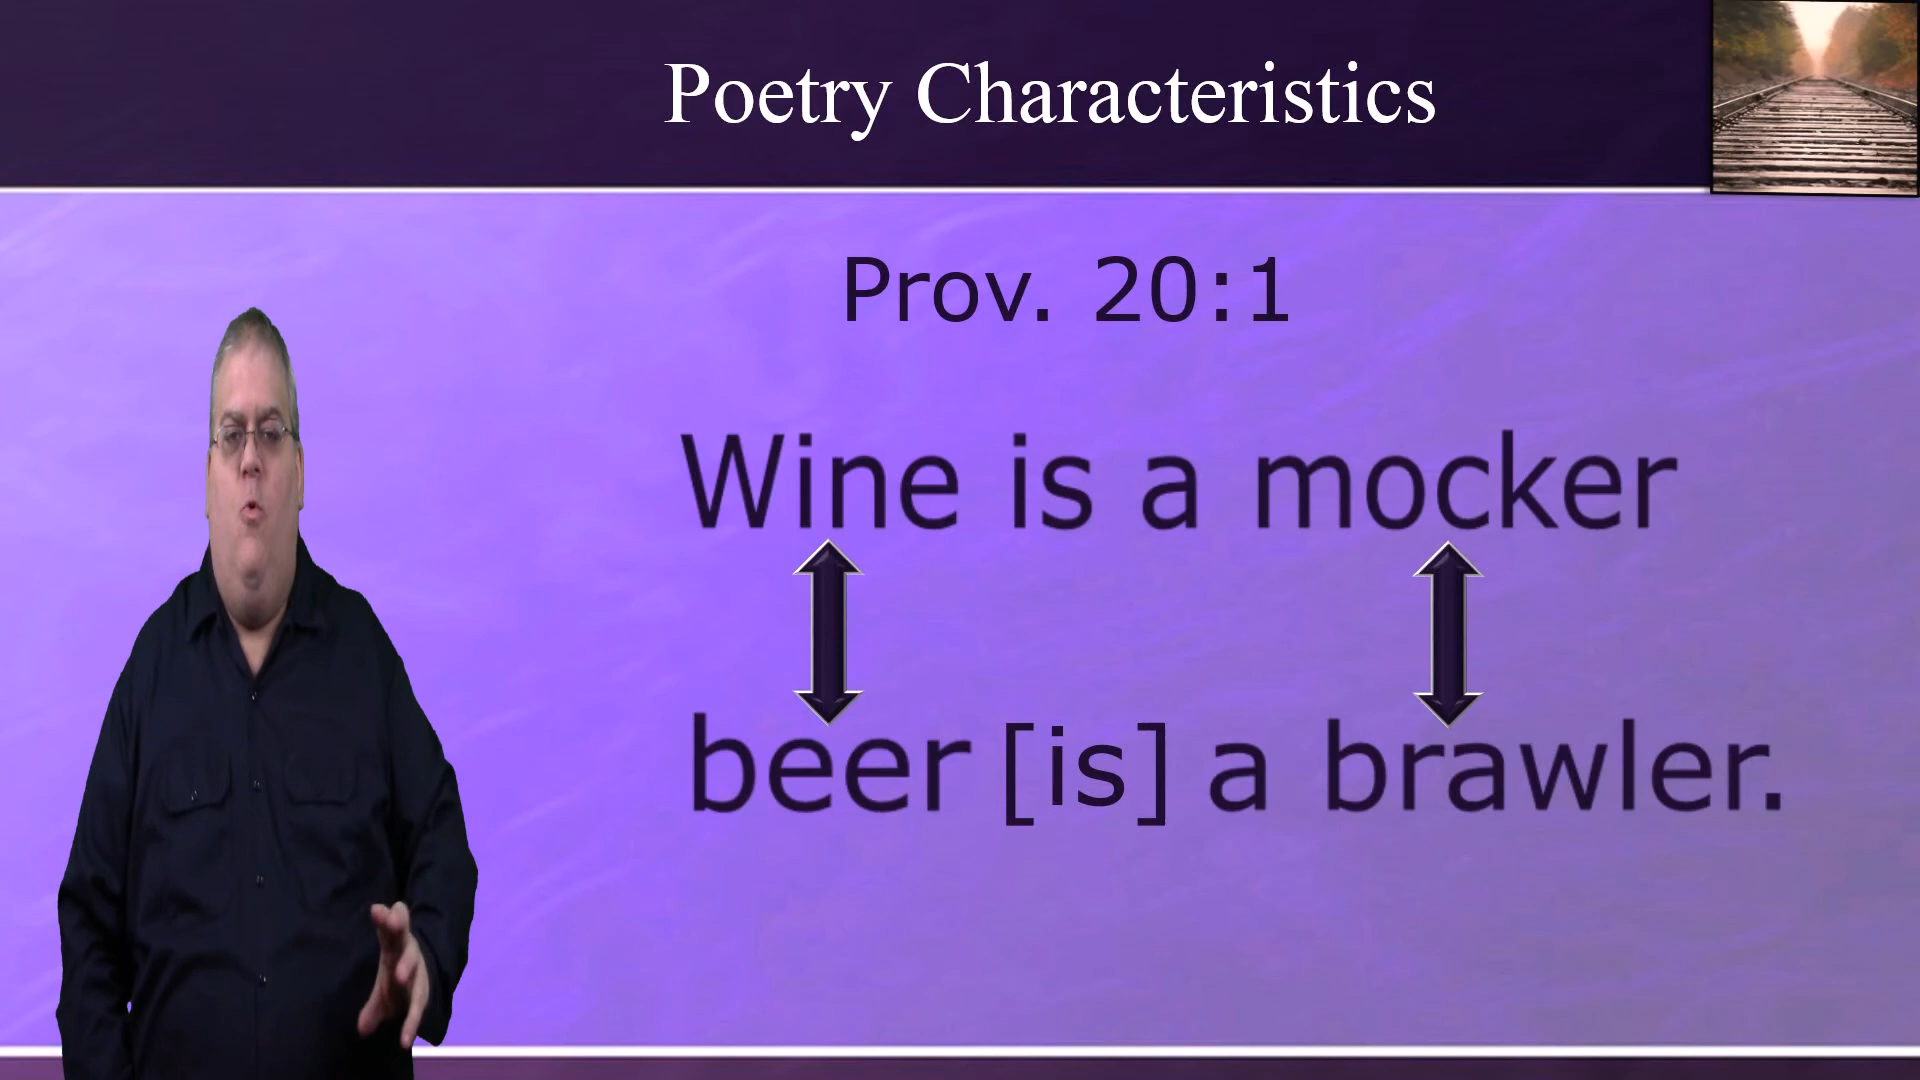 Poetry Characteristics
Prov. 20:1
Wine is a mocker
beer [is] a brawler.